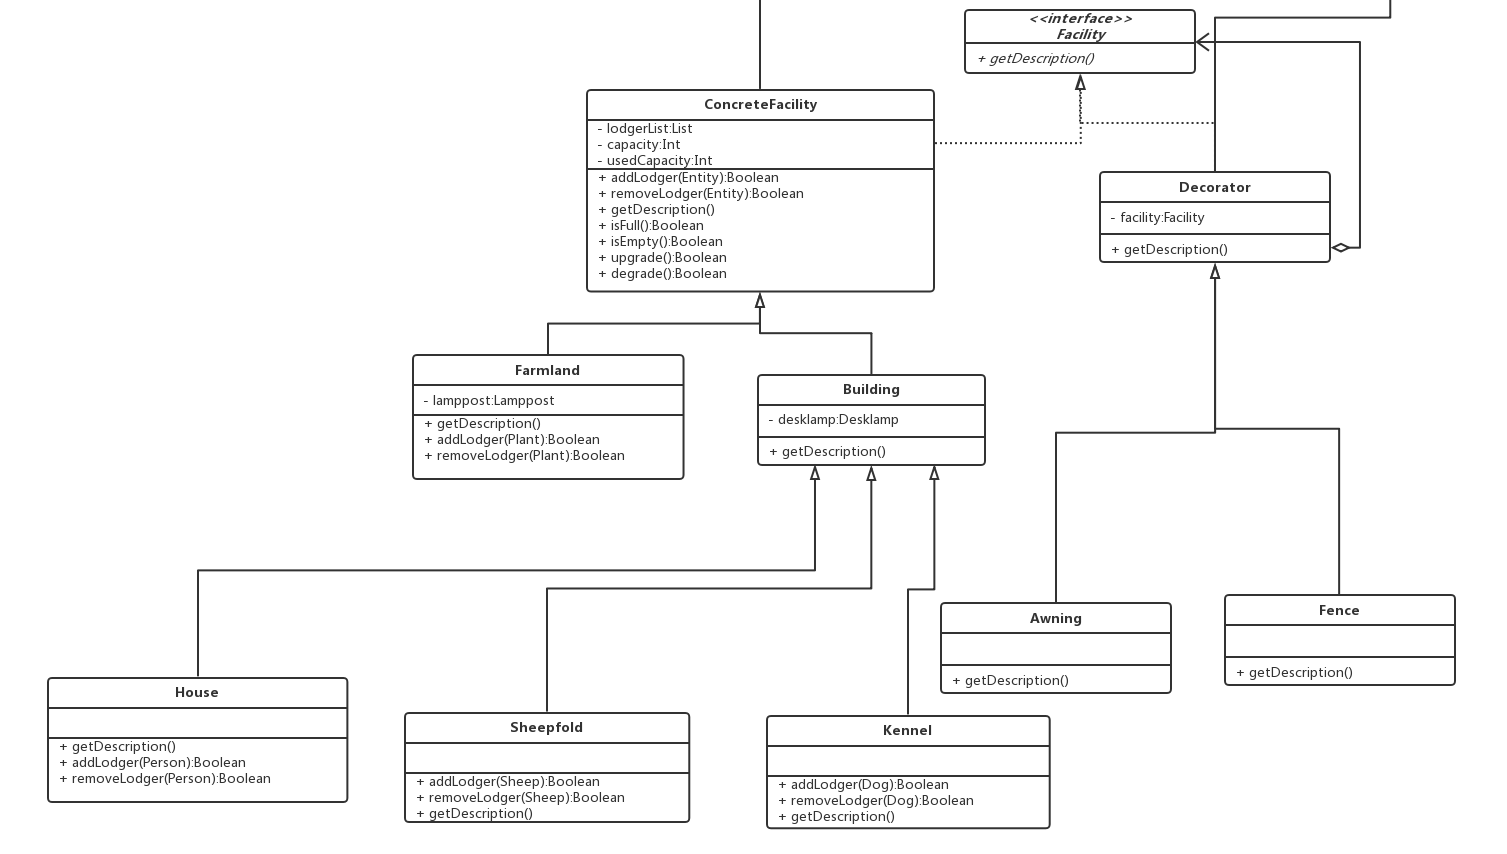 <<interface>>
Facility
+ getDescription()
ConcreteFacility
- lodgerList:List
- capacity:Int
- usedCapacity:Int
+ addLodger(Entity):Boolean
+ removeLodger(Entity):Boolean
+ getDescription()
+ isFull():Boolean
+ isEmpty():Boolean
+ upgrade():Boolean
+ degrade():Boolean
Decorator
- facility:Facility
+ getDescription()
Farmland
- lamppost:Lamppost
+ getDescription()
+ addLodger(Plant):Boolean
+ removeLodger(Plant):Boolean
Building
- desklamp:Desklamp
+ getDescription()
Awning
+ getDescription()
Fence
+ getDescription()
House
+ getDescription()
+ addLodger(Person):Boolean
+ removeLodger(Person):Boolean
Sheepfold
+ addLodger(Sheep):Boolean
+ removeLodger(Sheep):Boolean
+ getDescription()
Kennel
+ addLodger(Dog):Boolean
+ removeLodger(Dog):Boolean
+ getDescription()